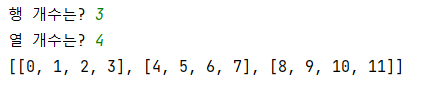 행 개수는? 3
열 개수는? 4
[[0, 1, 2, 3], [4, 5, 6, 7], [8, 9, 10, 11]]